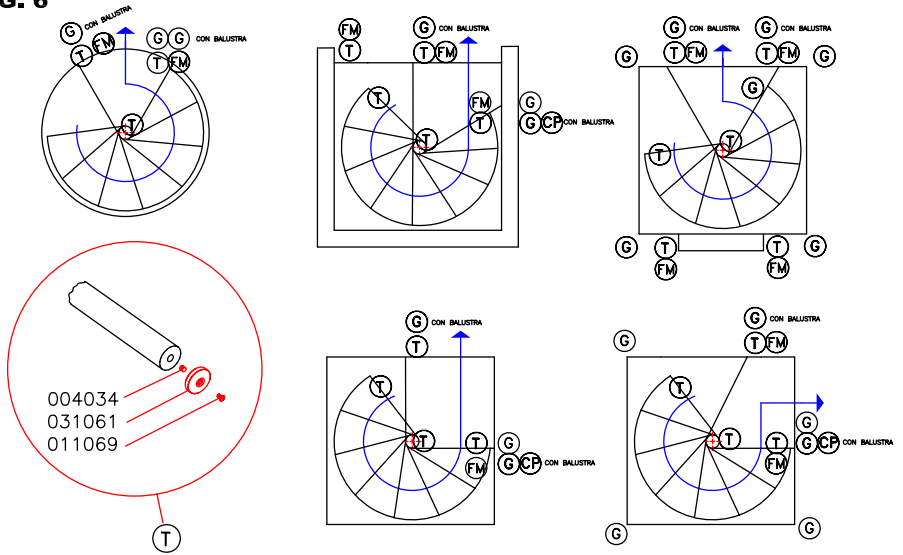 G. 6
G CON BALUSTRA
T FM
G G CON BALUSTRA
T FM
T
FM
T
G CON BALUSTRA
T FM
T
FM
T
T
G
G CP CON BALUSTRA
G CON BALUSTRA
T FM
G CON BALUSTRA
T FM
G
G
G
T
T
G
T
FM
T
FM
G
004034
031061
011069
T
G CON BALUSTRA
T
T
T
T
FM
G
G CP CON BALUSTRA
G
G CON BALUSTRA
T FM
T
T
T
FM
G
G CP CON BALUSTRA
G
G